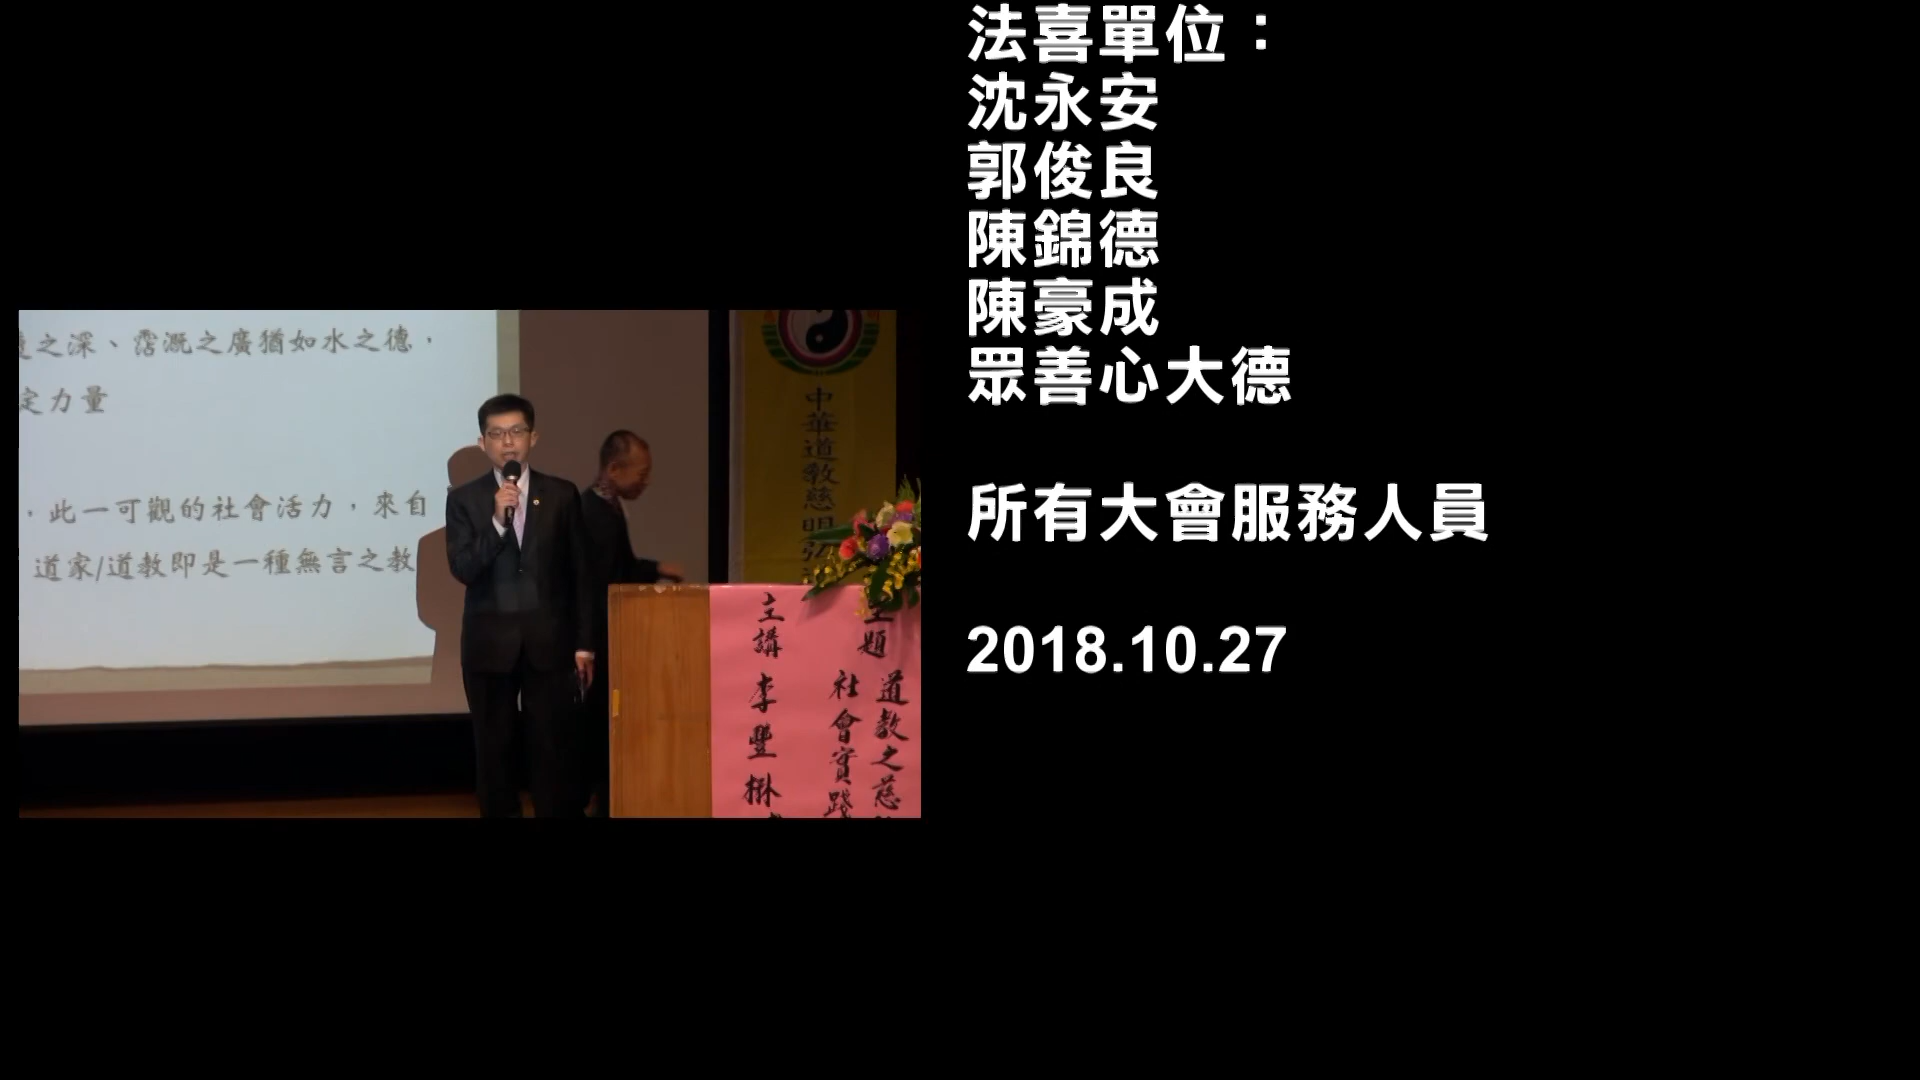 法喜單位：
沈永安
郭俊良
陳錦德
陳豪成
眾善心大德
所有大會服務人員
2018.10.27
之深、霑溉之廣猶如水之德，
定力量
，此一可觀的社會活力，來自
道家/道教即是一種無言之教
中華道教慈明弘
主題
道教之慈
社會實踐
主講
李豐楙